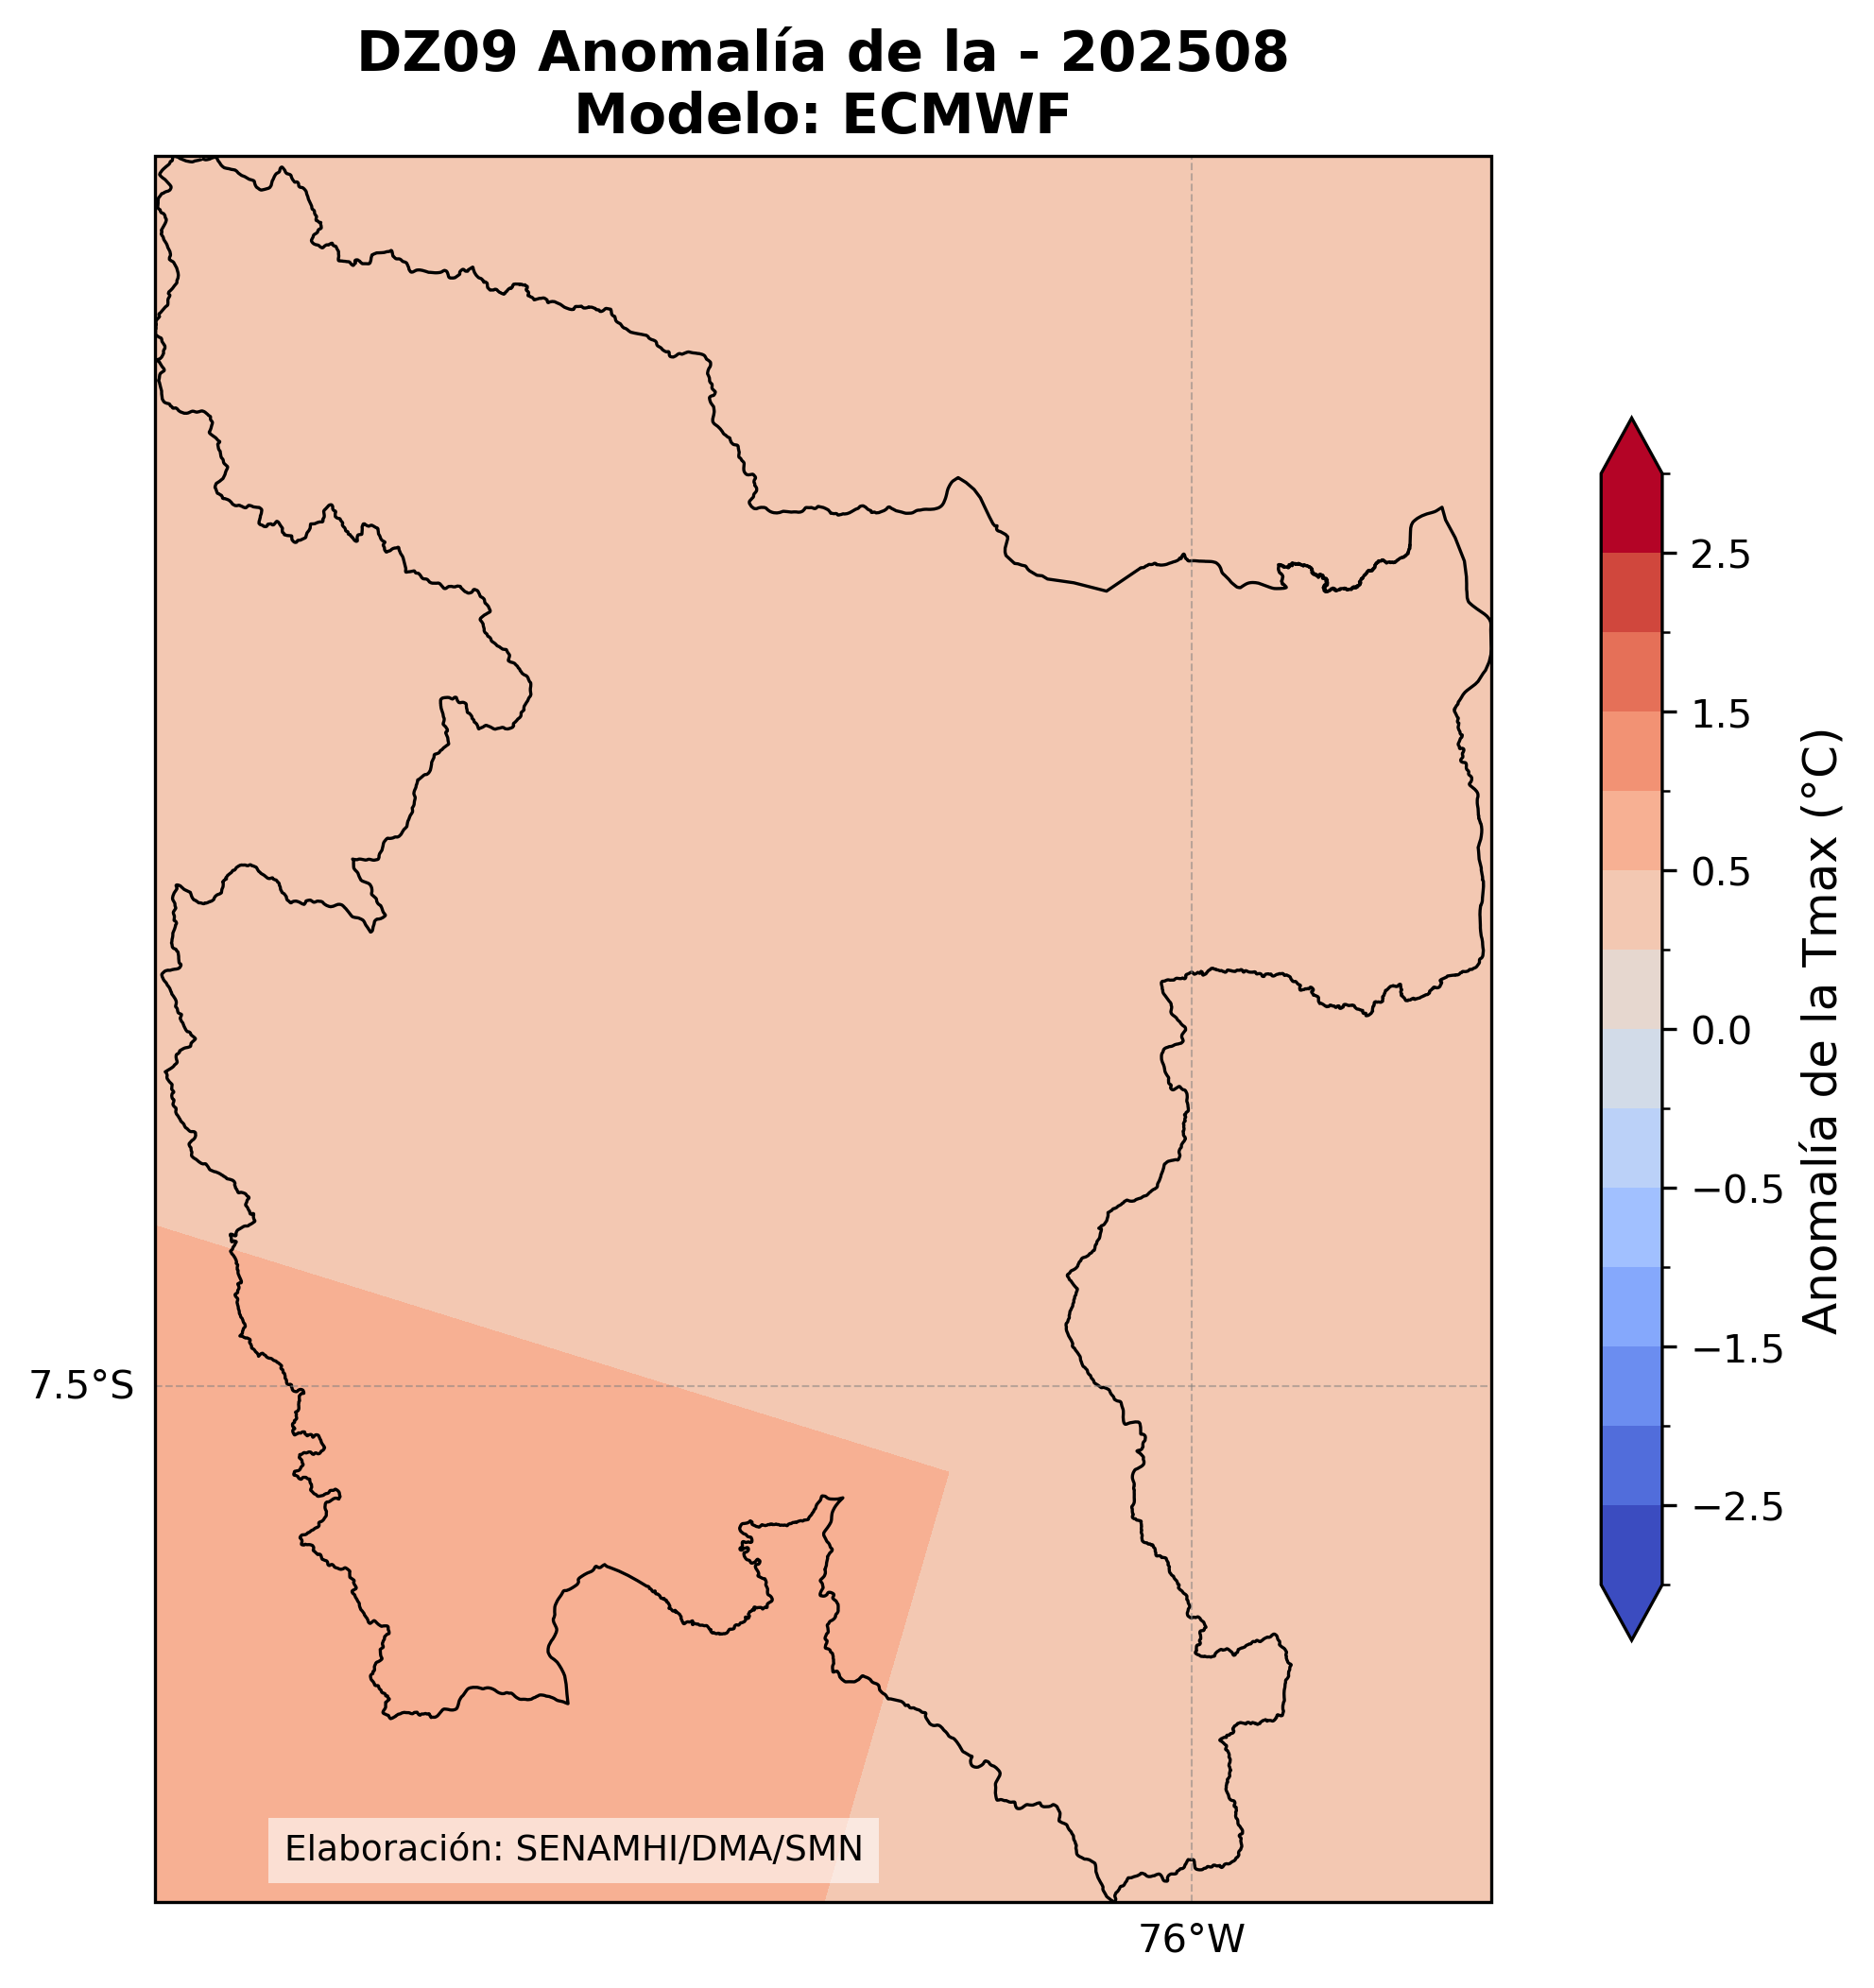 DZ09 Anomalía de la - 202508
Modelo: ECMWF
2.5
1.5
0.5
0.0
−0.5
−1.5
−2.5
Anomalía de la Tmax (°C)
7.5°S
Elaboración: SENAMHI/DMA/SMN
76°W